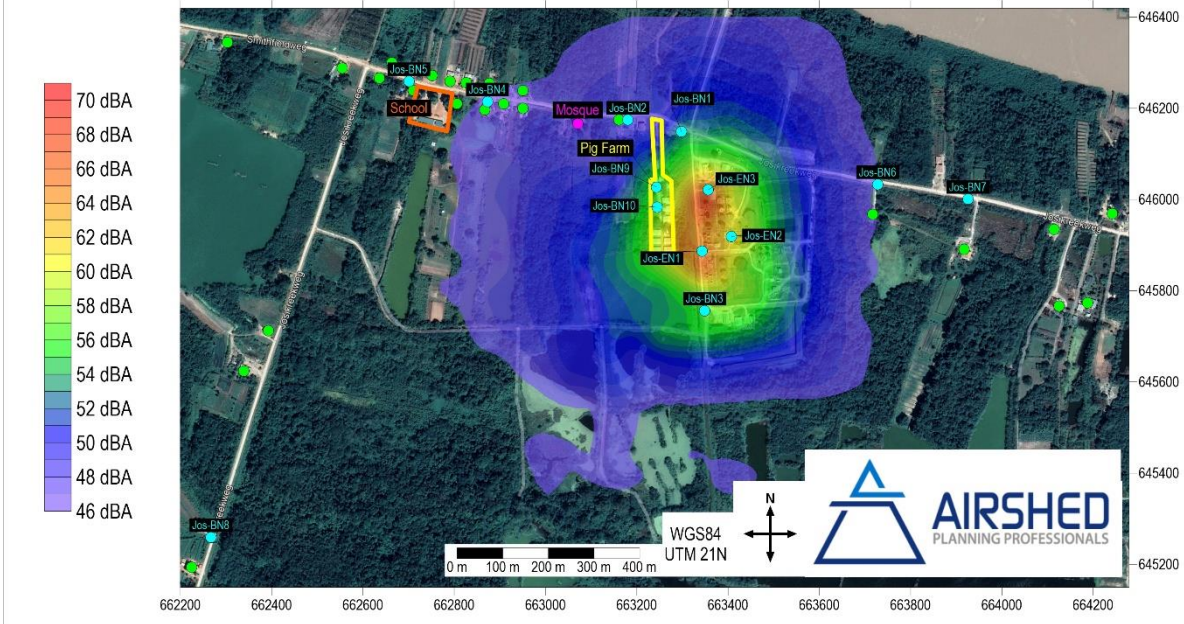 646400
Smithfieldweg
Jos-BN5
70 dBA
Jos-BN4
Jos-BN1
School
Mosque
Jos-BN2
646200
68 dBA
Pig Farm
66 dBA
Jos-BN9
Josikreekweg
Jos-BN6
64 dBA
Jos-EN3
Jos-BN7
646000
62 dBA
Jos-BN10
Josikreekweg
60 dBA
Jos-EN2
Jos-EN1
58 dBA
Jos-BN3
645800
56 dBA
54 dBA
52 dBA
645600
50 dBA
48 dBA
645400
46 dBA
Jos-BN8
N
WGS84
UTM 21N
AIRSHED
PLANNING PROFESSIONALS
0 m 100 m 200 m 300 m 400 m
645200
662200 662400 662600 662800 663000 663200 663400 663600 663800 664000 664200